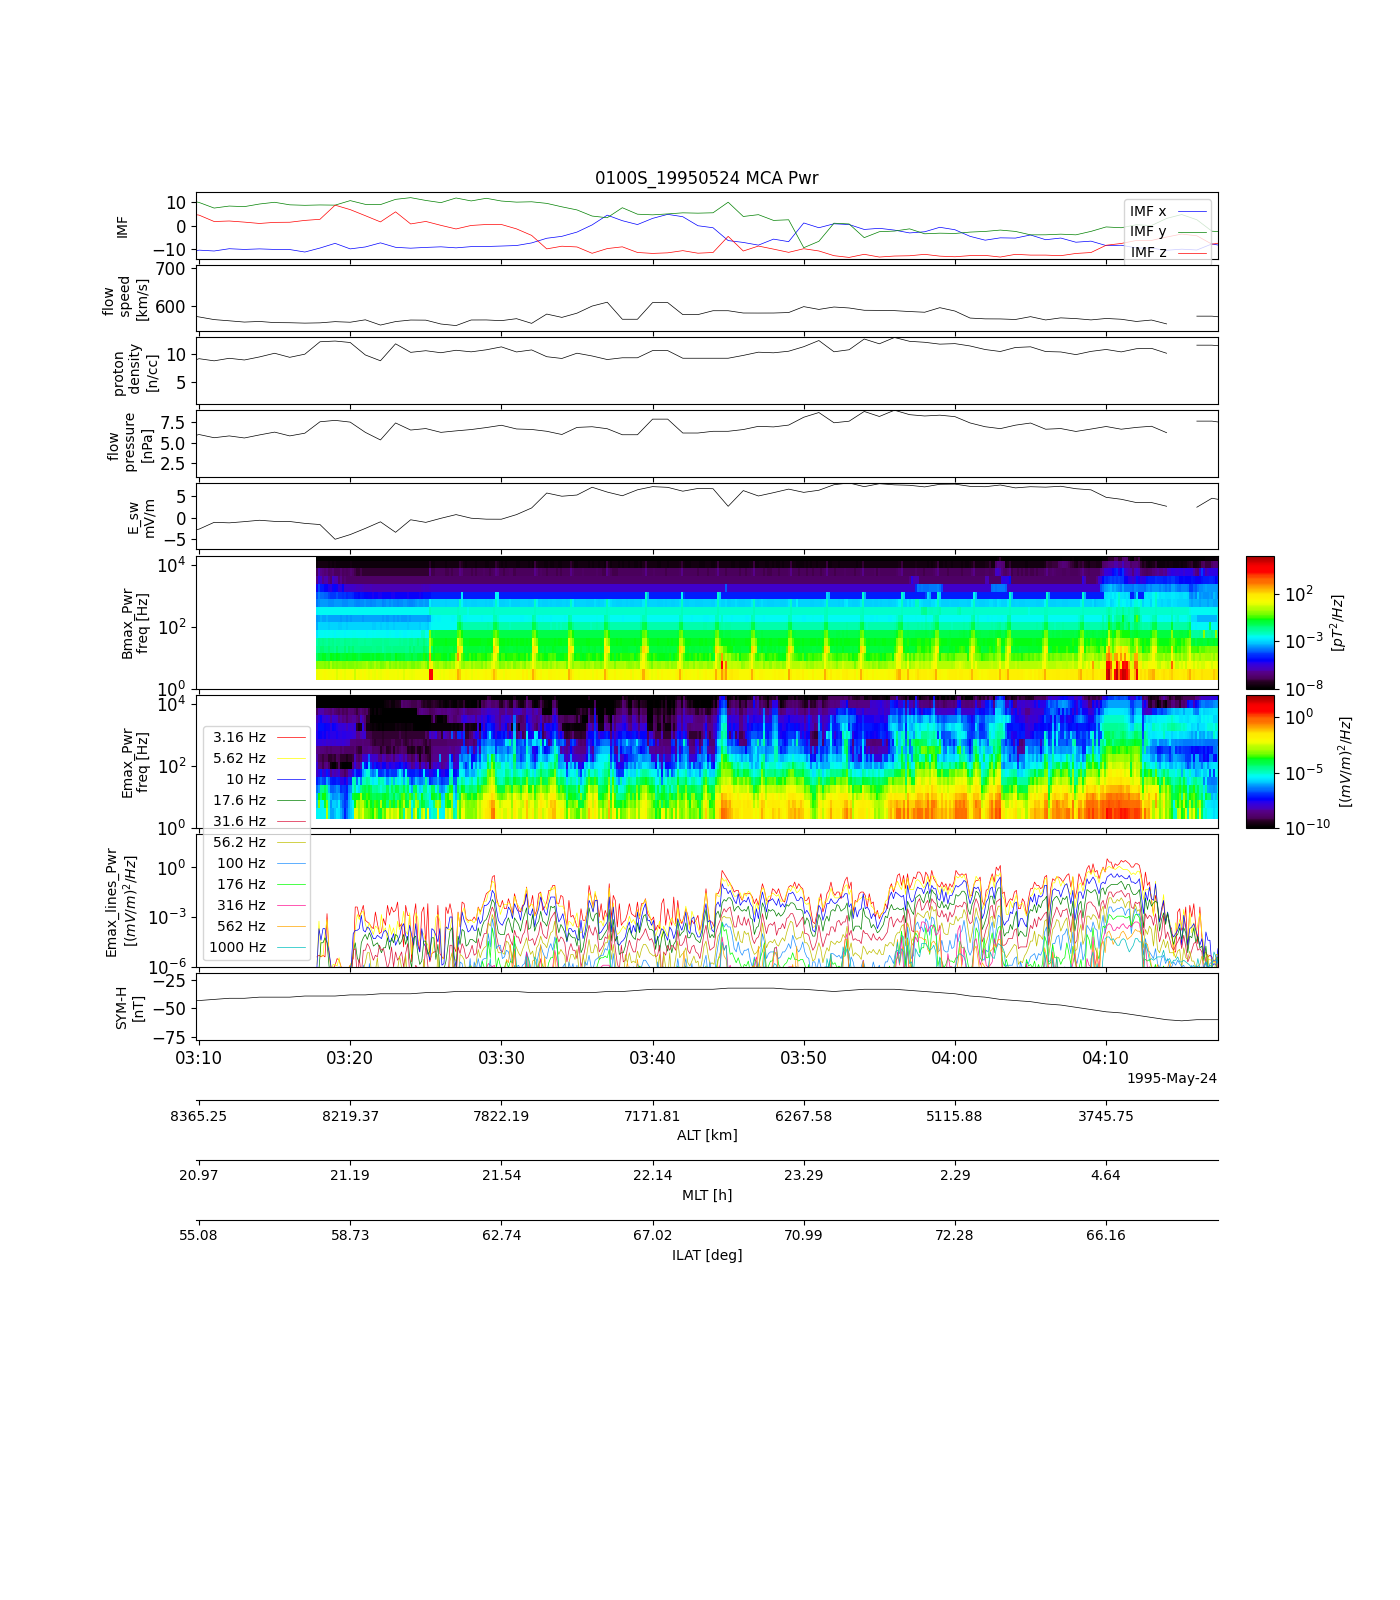 0100S_19950524 MCA Pwr
IMF
10
0
−10
IMF x
IMF y
IMF z
flow
speed
[km/s]
700
600
proton
density
[n/cc]
10
5
flow
pressure
[nPa]
7.5
5.0
2.5
E_sw
mV/m
5
0
−5
Bmax_Pwr
freq [Hz]
10^4
10^2
10^0
10^2
10^−3
10^−8
[pT^2/Hz]
Emax_Pwr
freq [Hz]
10^4
10^2
10^0
10^0
10^−5
10^−10
[(mV/m)^2/Hz]
3.16 Hz
5.62 Hz
10 Hz
17.6 Hz
31.6 Hz
56.2 Hz
100 Hz
176 Hz
316 Hz
562 Hz
1000 Hz
Emax_lines_Pwr
[(mV/m)^2/Hz]
10^0
10^−3
10^−6
SYM-H
[nT]
−25
−50
−75
03:10 03:20 03:30 03:40 03:50 04:00 04:10
1995-May-24
8365.25 8219.37 7822.19 7171.81 6267.58 5115.88 3745.75
ALT [km]
20.97 21.19 21.54 22.14 23.29 2.29 4.64
MLT [h]
55.08 58.73 62.74 67.02 70.99 72.28 66.16
ILAT [deg]